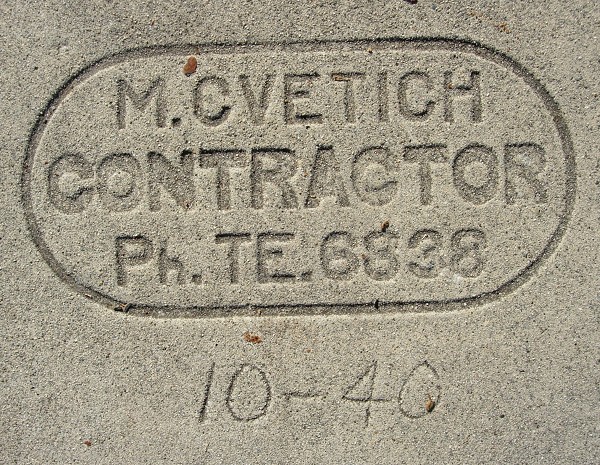 M. CVETICH
CONTRACTOR
Ph. TE. 6838
10-40